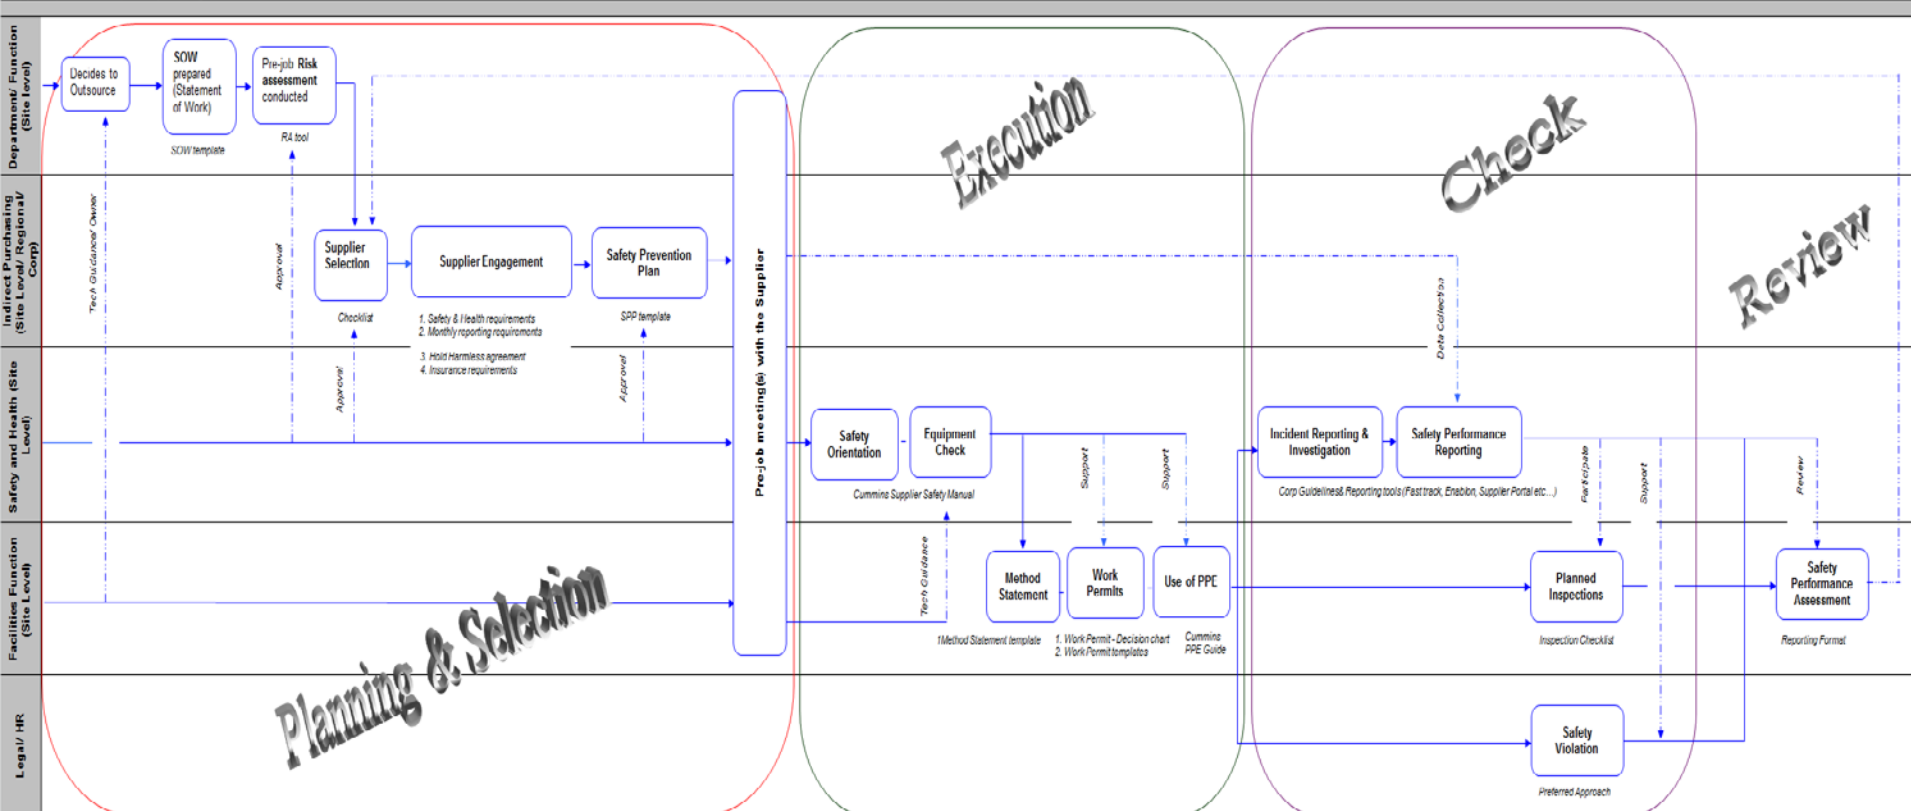 Department/ Function
(Site level)
Decides to
Outsource
SOW
prepared
(Statement
of Work)
SOW template
Pre-job Risk
assessment
conducted
RA tool
Execution
Check
Review
Indirect Purchasing
(Site Level/ Regional/
Corp)
Tech Guidance/ Owner
Approval
Supplier
Selection
Checklist
Supplier Engagement
1. Safety & Health requirements
2. Monthly reporting requirements
3 Hold Harmless agreement
4. Insurance requirements
Safety Prevention
Plan
SPP template
Pre-job meeting(s) with the Supplier
Data Collection
Safety and Health (Site
Level)
Approval
Approval
Safety
Orientation
Equipment
Check
Cummins Supplier Safety Manual
Support
Support
Incident Reporting &
Investigation
Safety Performance
Reporting
Corp Guidelines& Reporting tools (Fast track, Enablon, Supplier Portal etc...)
Participate
Support
Review
Facilities Function
(Site Level)
Planning & Selection
Tech Guidance
Method
Statement
1Method Statement template
Work
Permits
1. Work Permit - Decision chart
2. Work Permit templates
Use of PPE
Cummins
PPE Guide
Planned
Inspections
Inspection Checklist
Safety
Performance
Assessment
Reporting Format
Legal/ HR
Safety
Violation
Preferred Approach